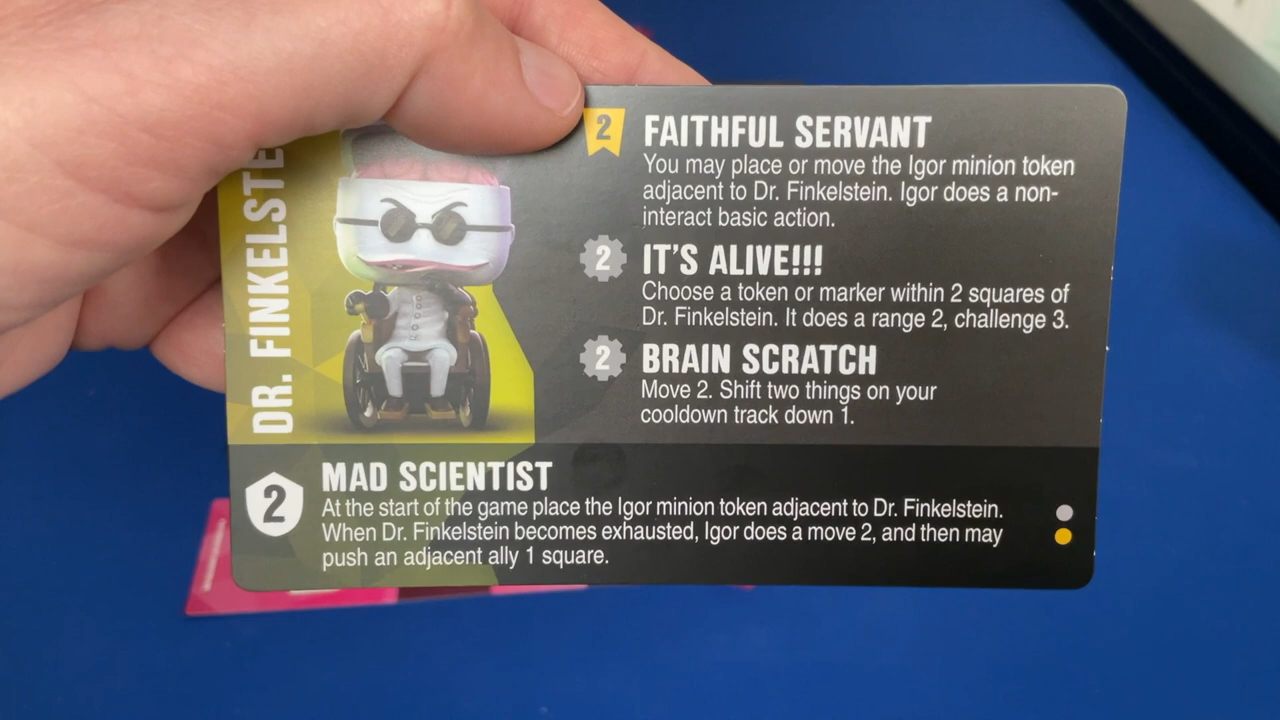 DR. FINKELSTE
2
FAITHFUL SERVANT
You may place or move the Igor minion token
adjacent to Dr. Finkelstein. Igor does a non-
interact basic action.
2
IT'S ALIVE!!!
Choose a token or marker within 2 squares of
Dr. Finkelstein. It does a range 2, challenge 3.
2
BRAIN SCRATCH
Move 2. Shift two things on your
cooldown track down 1.
2
MAD SCIENTIST
At the start of the game place the Igor minion token adjacent to Dr. Finkelstein.
When Dr. Finkelstein becomes exhausted, Igor does a move 2, and then may
push an adjacent ally 1 square.